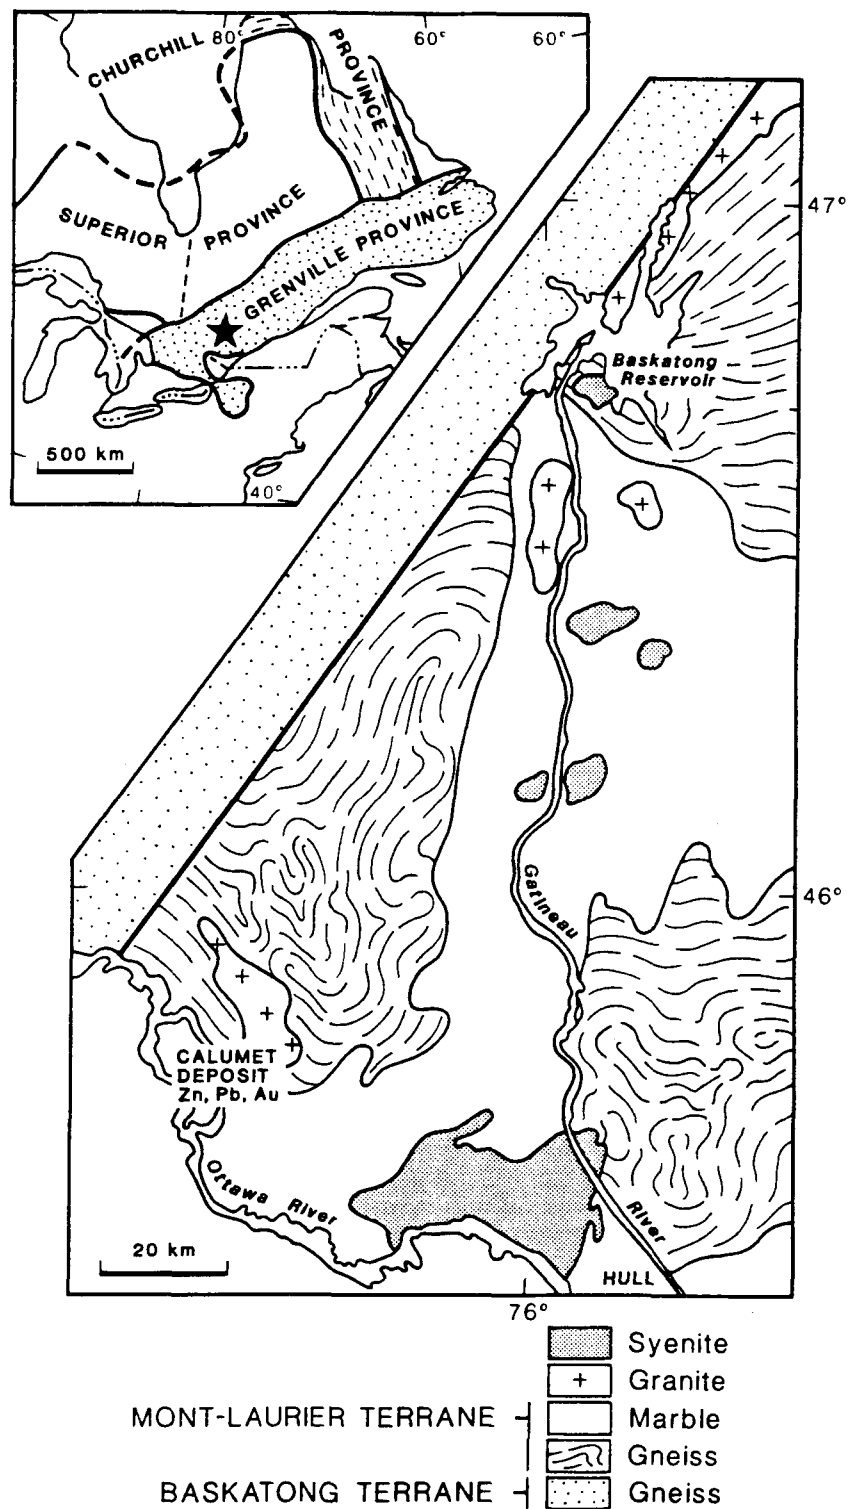 80°
60°
60°
CHURCHILL
PROVINCE
SUPERIOR PROVINCE
GRENVILLE PROVINCE
500 km
40°
47°
Baskatong
Reservoir
46°
Gatineau
CALUMET
DEPOSIT
Zn, Pb, Au
Ottawa River
River
20 km
HULL
76°
Syenite
+ Granite
MONT-LAURIER TERRANE Marble
Gneiss
BASKATONG TERRANE Gneiss